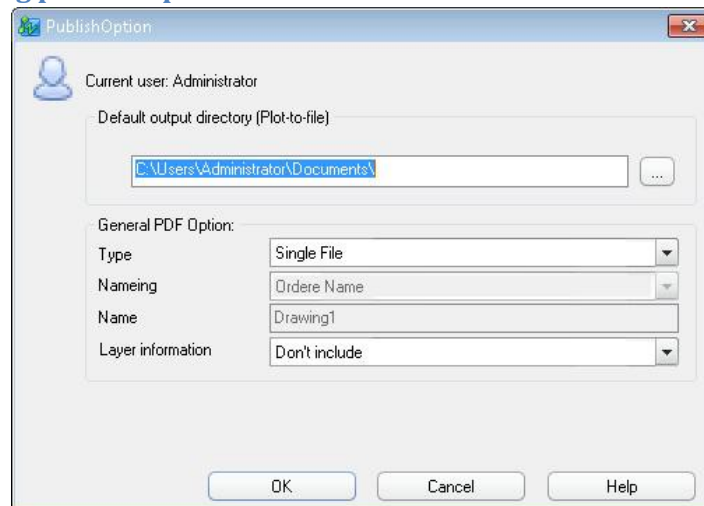 PublishOption
Current user: Administrator
Default output directory (Plot-to-file)
C:\Users\Administrator\Documents\
...
General PDF Option:
Type Single File
Nameing Ordere Name
Name Drawing1
Layer information Don't include
OK Cancel Help